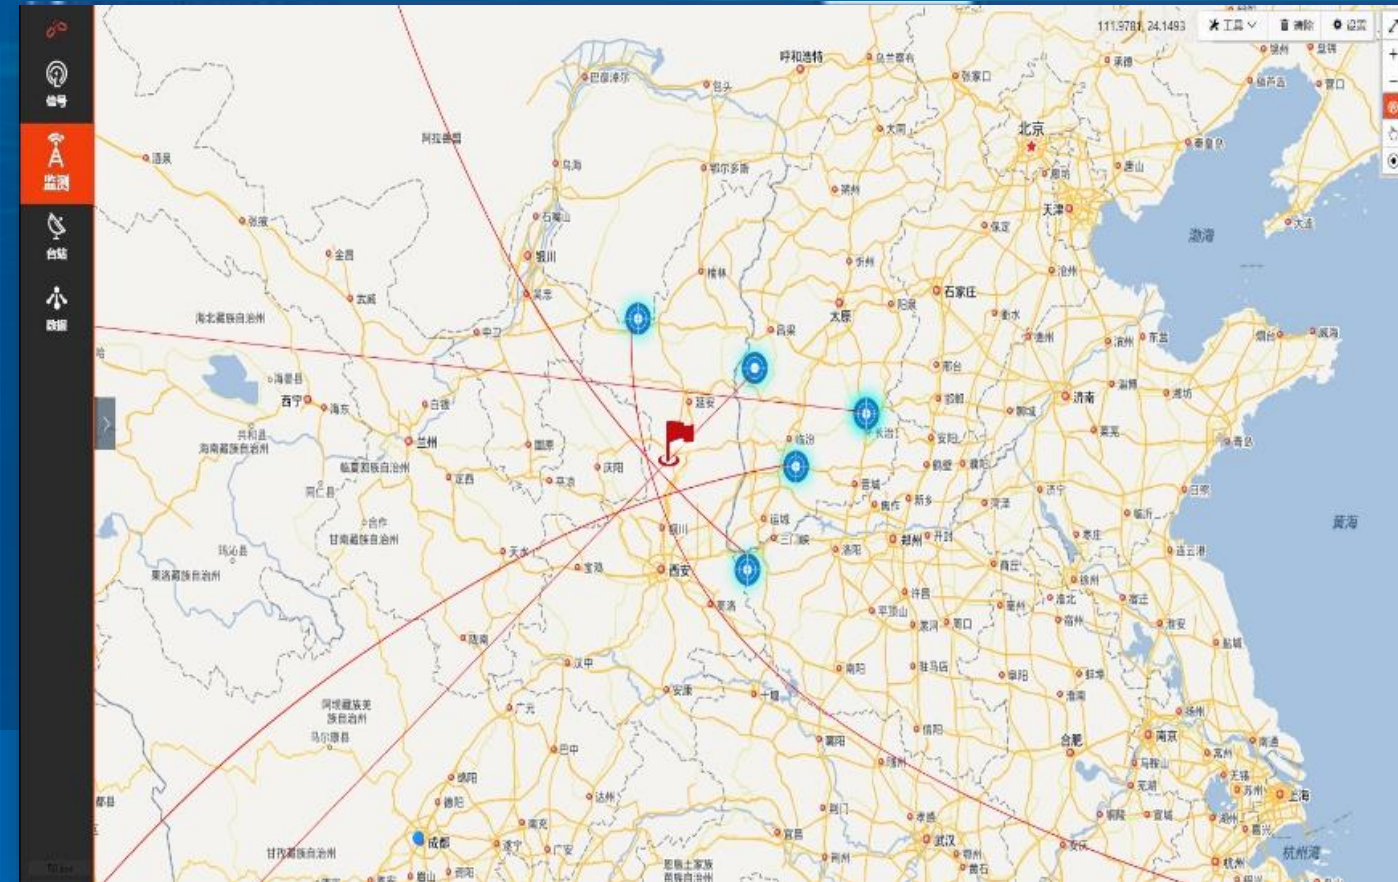 111.9781, 24.1493
工具
清除
设置
信号
监测
台站
数据
巴彦淖尔
包头
呼和浩特
乌兰察布
张家口
承德
锦州
盘锦
葫芦岛
营口
阿拉善盟
大同
北京
秦皇岛
酒泉
乌海
鄂尔多斯
朔州
廊坊
唐山
张掖
石嘴山
天津
保定
大连
渤海
金昌
银川
榆林
忻州
沧州
武威
吴忠
太原
阳泉
石家庄
衡水
海北藏族自治州
中卫
吕梁
德州
滨州
东营
烟台
威海
哈
海晏县
邢台
淄博
潍坊
西宁
海东
白银
延安
邯郸
聊城
济南
共和县
海南藏族自治州
兰州
固原
临汾
长治
安阳
莱芜
青岛
临夏回族自治州
定西
平凉
庆阳
晋城
鹤壁
濮阳
同仁县
焦作
新乡
菏泽
济宁
日照
合作
甘南藏族自治州
铜川
运城
三门峡
洛阳
郑州
开封
枣庄
临沂
黄海
玛沁县
果洛藏族自治州
天水
宝鸡
西安
商丘
徐州
连云港
商洛
许昌
平顶山
漯河
周口
亳州
淮北
宿州
宿迁
淮安
盐城
陇南
汉中
安康
十堰
南阳
驻马店
阜阳
蚌埠
淮南
阿坝藏族羌
族自治州
马尔康县
广元
巴中
襄阳
随州
信阳
合肥
南京
扬州
马鞍山
常州
南通
无锡
苏州
上海
绵阳
德阳
达州
荆门
孝感
芜湖
铜陵
宣城
湖州
嘉兴
都县
区
成都
南充
遂宁
广安
宜昌
武汉
安庆
杭州
杭州湾
甘孜藏族自治州
眉山
资阳
恩施土家族
苗族自治州
荆州
鄂州
黄石
绍兴